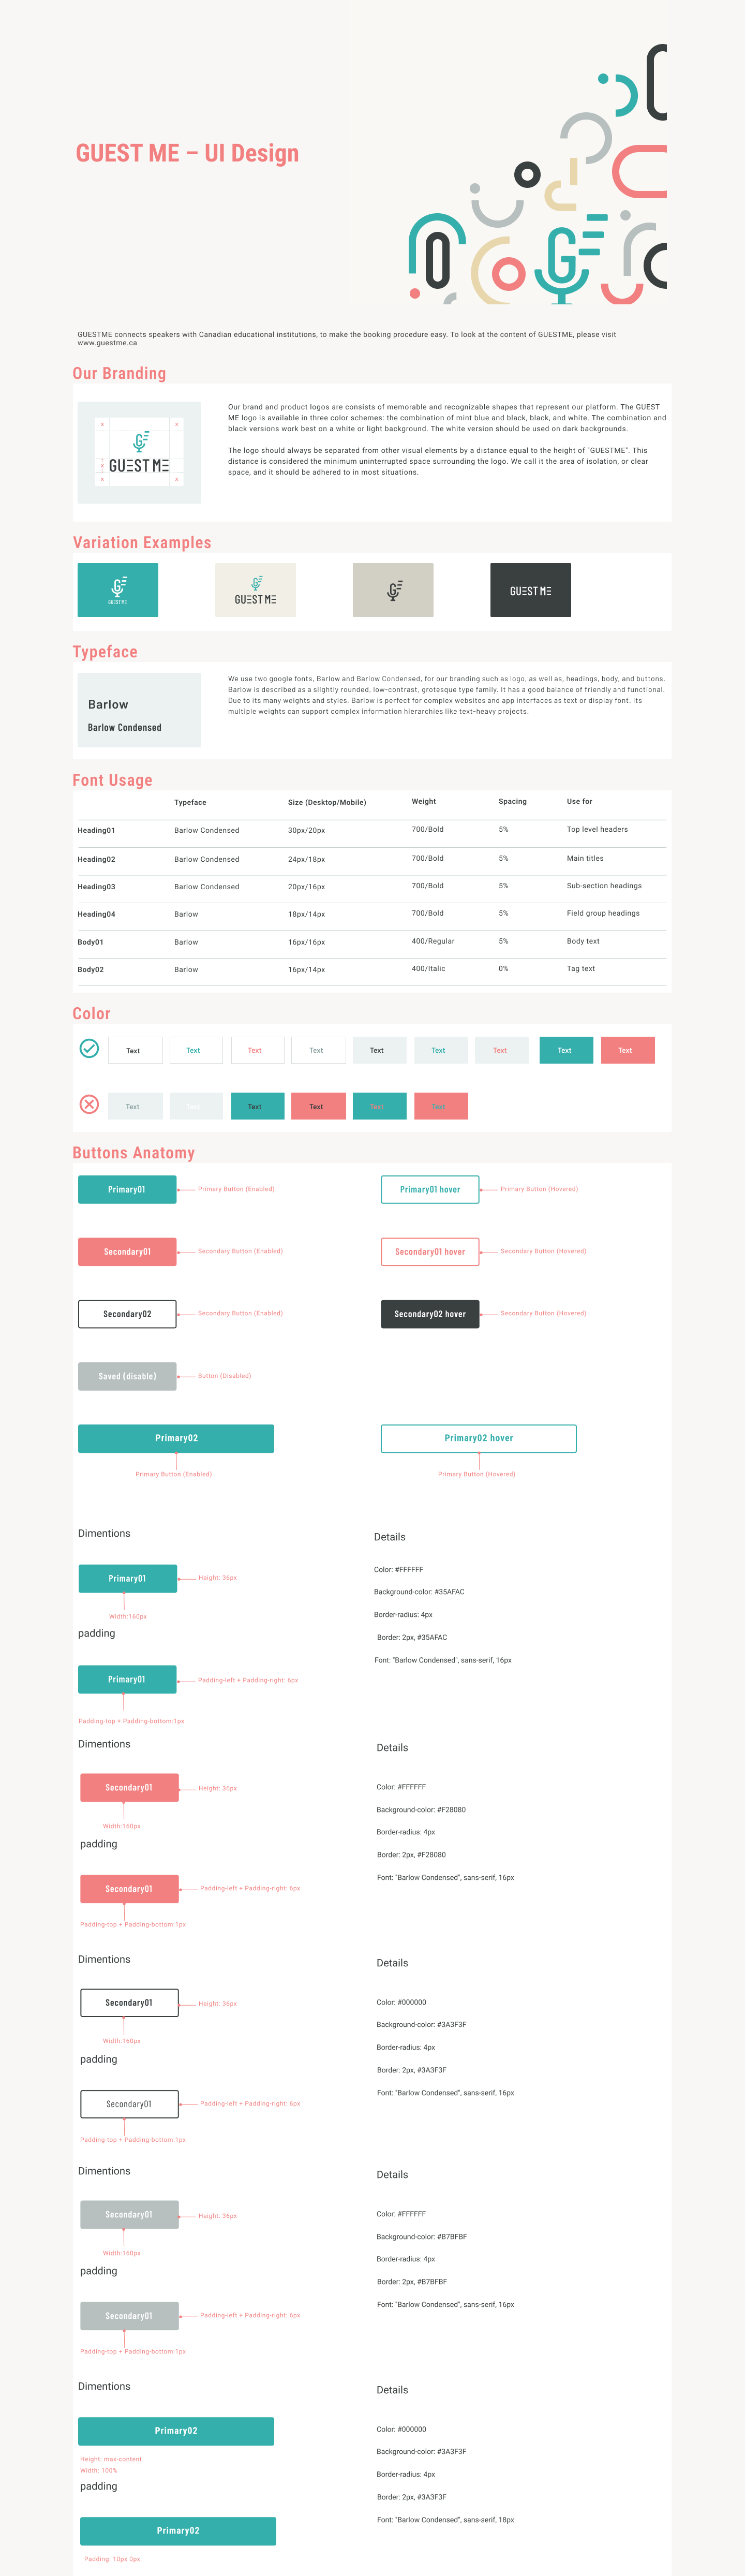 GUEST ME – UI Design
GUESTME connects speakers with Canadian educational institutions, to make the booking procedure easy. To look at the content of GUESTME, please visit
www.guestme.ca
Our Branding
x x
GUEST ME
x x
Our brand and product logos are consists of memorable and recognizable shapes that represent our platform. The GUEST
ME logo is available in three color schemes: the combination of mint blue and black, black, and white. The combination and
black versions work best on a white or light background. The white version should be used on dark backgrounds.
The logo should always be separated from other visual elements by a distance equal to the height of "GUESTME". This
distance is considered the minimum uninterrupted space surrounding the logo. We call it the area of isolation, or clear
space, and it should be adhered to in most situations.
Variation Examples
GUEST ME
GUEST ME
GUEST ME
Typeface
Barlow
Barlow Condensed
We use two google fonts, Barlow and Barlow Condensed, for our branding such as logo, as well as, headings, body, and buttons.
Barlow is described as a slightly rounded, low-contrast, grotesque type family. It has a good balance of friendly and functional.
Due to its many weights and styles, Barlow is perfect for complex websites and app interfaces as text or display font. Its
multiple weights can support complex information hierarchies like text-heavy projects.
Font Usage
Typeface Size (Desktop/Mobile) Weight Spacing Use for
Heading01 Barlow Condensed 30px/20px 700/Bold 5% Top level headers
Heading02 Barlow Condensed 24px/18px 700/Bold 5% Main titles
Heading03 Barlow Condensed 20px/16px 700/Bold 5% Sub-section headings
Heading04 Barlow 18px/14px 700/Bold 5% Field group headings
Body01 Barlow 16px/16px 400/Regular 5% Body text
Body02 Barlow 16px/14px 400/Italic 0% Tag text
Color
Text Text Text Text Text Text Text Text Text
Text Text Text Text Text Text
Buttons Anatomy
Primary01 Primary Button (Enabled) Primary01 hover Primary Button (Hovered)
Secondary01 Secondary Button (Enabled) Secondary01 hover Secondary Button (Hovered)
Secondary02 Secondary Button (Enabled) Secondary02 hover Secondary Button (Hovered)
Saved (disable) Button (Disabled)
Primary02 Primary02 hover
Primary Button (Enabled) Primary Button (Hovered)
Dimentions
Primary01 Height: 36px
Width:160px
padding
Primary01 Padding-left + Padding-right: 6px
Padding-top + Padding-bottom:1px
Details
Color: #FFFFFF
Background-color: #35AFAC
Border-radius: 4px
Border: 2px, #35AFAC
Font: "Barlow Condensed", sans-serif, 16px
Dimentions
Secondary01 Height: 36px
Width:160px
padding
Secondary01 Padding-left + Padding-right: 6px
Padding-top + Padding-bottom:1px
Details
Color: #FFFFFF
Background-color: #F28080
Border-radius: 4px
Border: 2px, #F28080
Font: "Barlow Condensed", sans-serif, 16px
Dimentions
Secondary01 Height: 36px
Width:160px
padding
Secondary01 Padding-left + Padding-right: 6px
Padding-top + Padding-bottom:1px
Details
Color: #000000
Background-color: #3A3F3F
Border-radius: 4px
Border: 2px, #3A3F3F
Font: "Barlow Condensed", sans-serif, 16px
Dimentions
Secondary01 Height: 36px
Width:160px
padding
Secondary01 Padding-left + Padding-right: 6px
Padding-top + Padding-bottom:1px
Details
Color: #FFFFFF
Background-color: #B7BFBF
Border-radius: 4px
Border: 2px, #B7BFBF
Font: "Barlow Condensed", sans-serif, 16px
Dimentions
Primary02
Height: max-content
Width: 100%
padding
Primary02
Padding: 10px 0px
Details
Color: #000000
Background-color: #3A3F3F
Border-radius: 4px
Border: 2px, #3A3F3F
Font: "Barlow Condensed", sans-serif, 18px